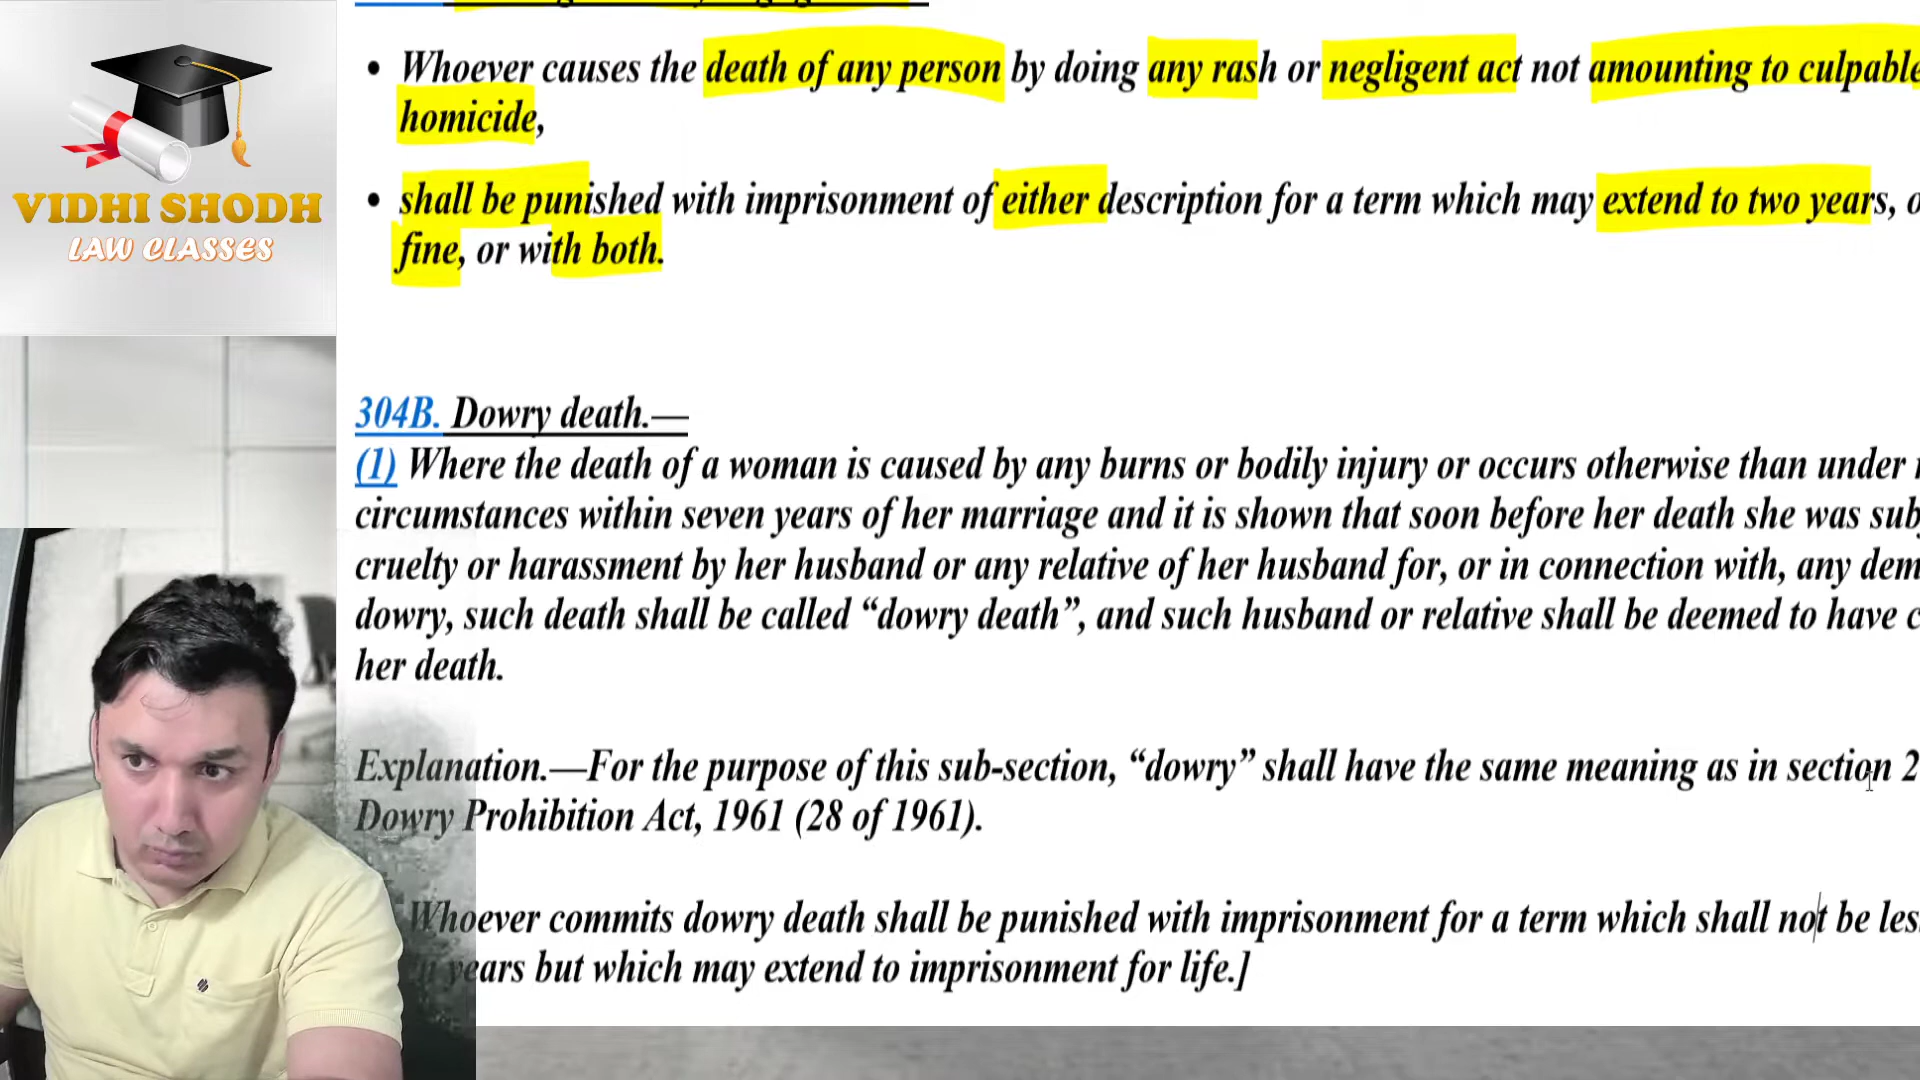 VIDHI SHODH
LAW CLASSES
• Whoever causes the death of any person by doing any rash or negligent act not amounting to culpable
homicide,
• shall be punished with imprisonment of either description for a term which may extend to two years,
fine, or with both.
304B. Dowry death.—
(1) Where the death of a woman is caused by any burns or bodily injury or occurs otherwise than under
circumstances within seven years of her marriage and it is shown that soon before her death she was
cruelty or harassment by her husband or any relative of her husband for, or in connection with, any
dowry, such death shall be called “dowry death”, and such husband or relative shall be deemed to have
her death.
Explanation.—For the purpose of this sub-section, “dowry” shall have the same meaning as in section 2
Dowry Prohibition Act, 1961 (28 of 1961).
Whoever commits dowry death shall be punished with imprisonment for a term which shall not be
years but which may extend to imprisonment for life.]